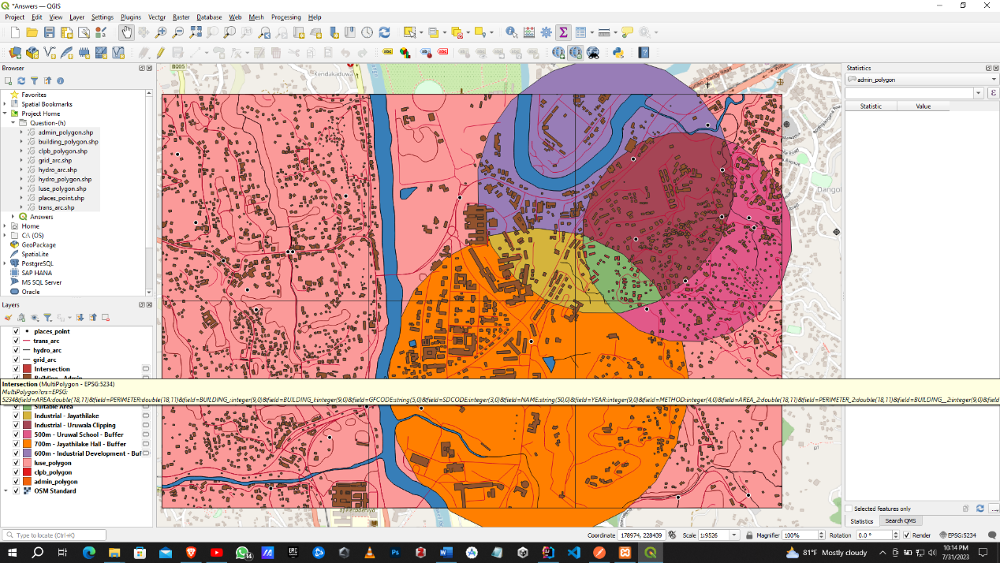 *Answers — QGIS
Project Edit View Layer Settings Plugins Vector Raster Database Web Mesh Processing Help
Browser
Favorites
Spatial Bookmarks
Project Home
Question-(h)
admin_polygon.shp
building_polygon.shp
clpb_polygon.shp
grid_arc.shp
hydro_arc.shp
hydro_polygon.shp
luse_polygon.shp
places_point.shp
trans_arc.shp
Answers
Home
C:\ (OS)
GeoPackage
SpatiaLite
PostgreSQL
SAP HANA
MS SQL Server
Oracle
Layers
places_point
trans_arc
hydro_arc
grid_arc
Intersection
Intersection (MultiPolygon - EPSG:5234)
MultiPolygon?crs=EPSG:
5234&field=AREA:double(18,11)&field=PERIMETER:double(18,11)&field=BUILDING_:integer(9,0)&field=BUILDING_I:integer(9,0)&field=GFCODE:string(5,0)&field=SDCODE:integer(3,0)&field=NAME:string(50,0)&field=YEAR:integer(9,0)&field=METHOD:integer(4,0)&field=AREA_2:double(18,11)&field=PERIMETER_2:double(18,11)&field=BUILDING__2:integer(9,0)&field
Suitable Area
Industrial - Jayathilake
Industrial - Uruwala Clipping
500m - Uruwal School - Buffer
700m - Jayathilake Hall - Buffer
600m - Industrial Development - Buf
luse_polygon
clpb_polygon
admin_polygon
OSM Standard
B005
Kendakaduwa
Dangol
Statistics
admin_polygon
Statistic Value
Selected features only
Statistics Search QMS
Type to locate (Ctrl+K)
Coordinate 178974, 228439 Scale 1:9526 Magnifier 100% Rotation 0.0 ° Render EPSG:5234
14
81°F Mostly cloudy
10:14 PM
7/31/2023